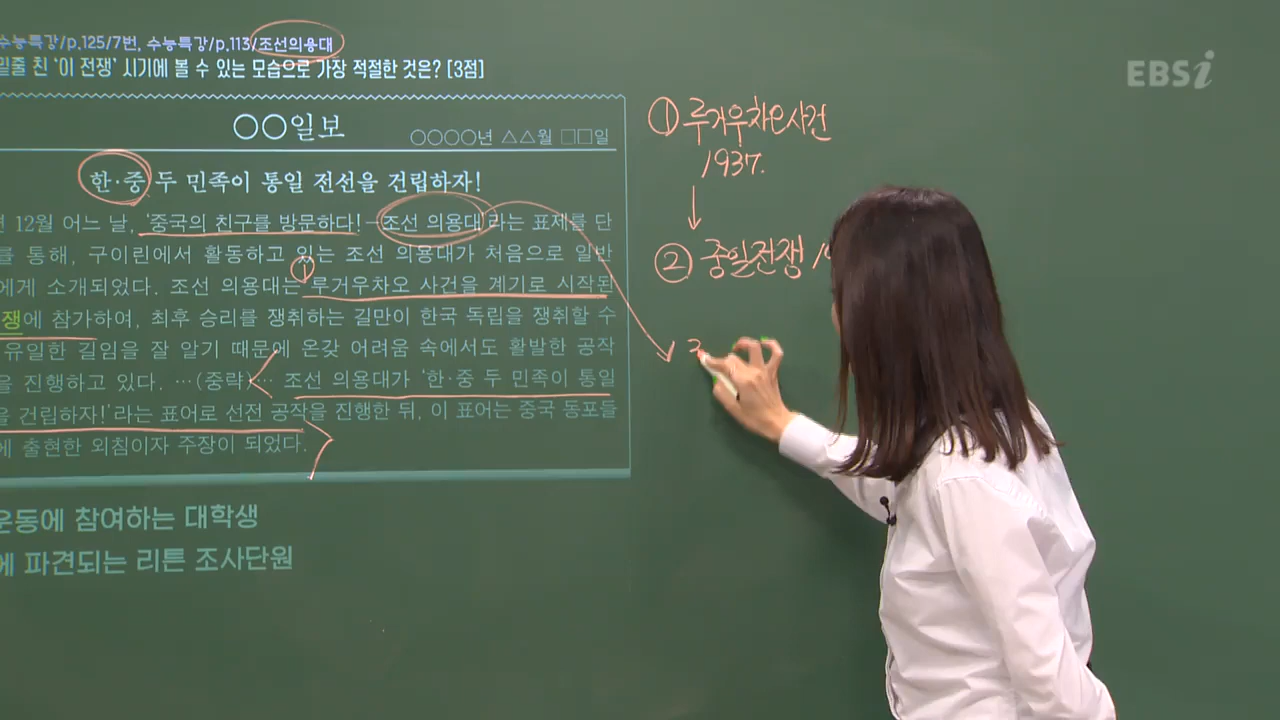 수능특강/p.125/7번, 수능특강/p.113/조선의용대
밑줄 친 '이 전쟁' 시기에 볼 수 있는 모습으로 가장 적절한 것은? [3점]
EBSi
○○일보 ○○○○년 △△월 □□일
한·중 두 민족이 통일 전선을 건립하자!
12월 어느 날, '중국의 친구를 방문하다!-조선 의용대'라는 표제를 단
를 통해, 구이린에서 활동하고 있는 조선 의용대가 처음으로 일반
에게 소개되었다. 조선 의용대는 루거우차오 사건을 계기로 시작된
쟁에 참가하여, 최후 승리를 쟁취하는 길만이 한국 독립을 쟁취할 수
유일한 길임을 잘 알기 때문에 온갖 어려움 속에서도 활발한 공작
을 진행하고 있다. …(중략)… 조선 의용대가 '한·중 두 민족이 통일
을 건립하자!'라는 표어로 선전 공작을 진행한 뒤, 이 표어는 중국 동포들
에 출현한 외침이자 주장이 되었다.
운동에 참여하는 대학생
에 파견되는 리튼 조사단원
①
① 루거우차오사건
1937.
② 중일전쟁